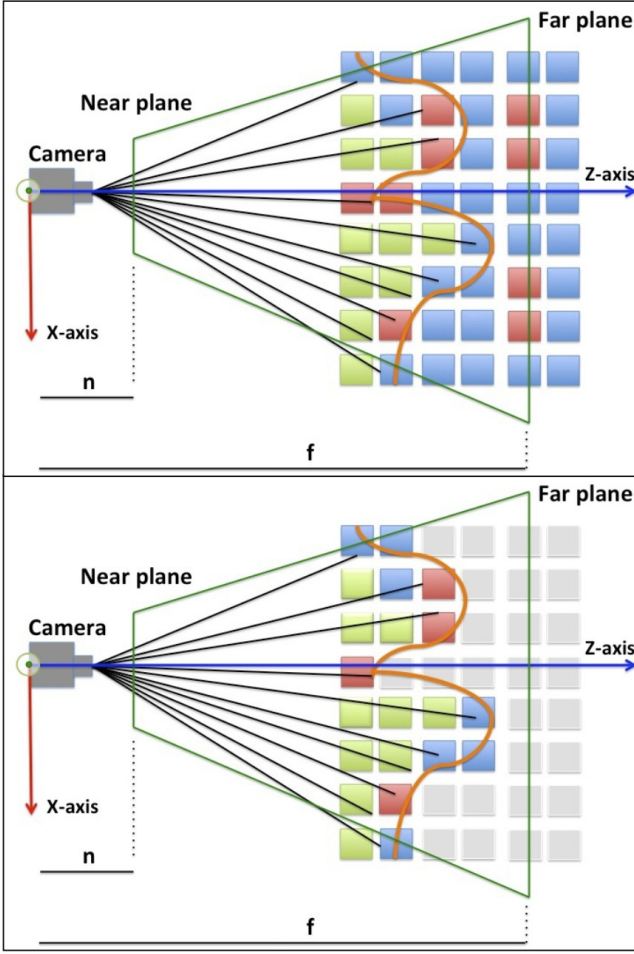 Far plane
Near plane
Camera
Z-axis
X-axis
n
f
Far plane
Near plane
Camera
Z-axis
X-axis
n
f